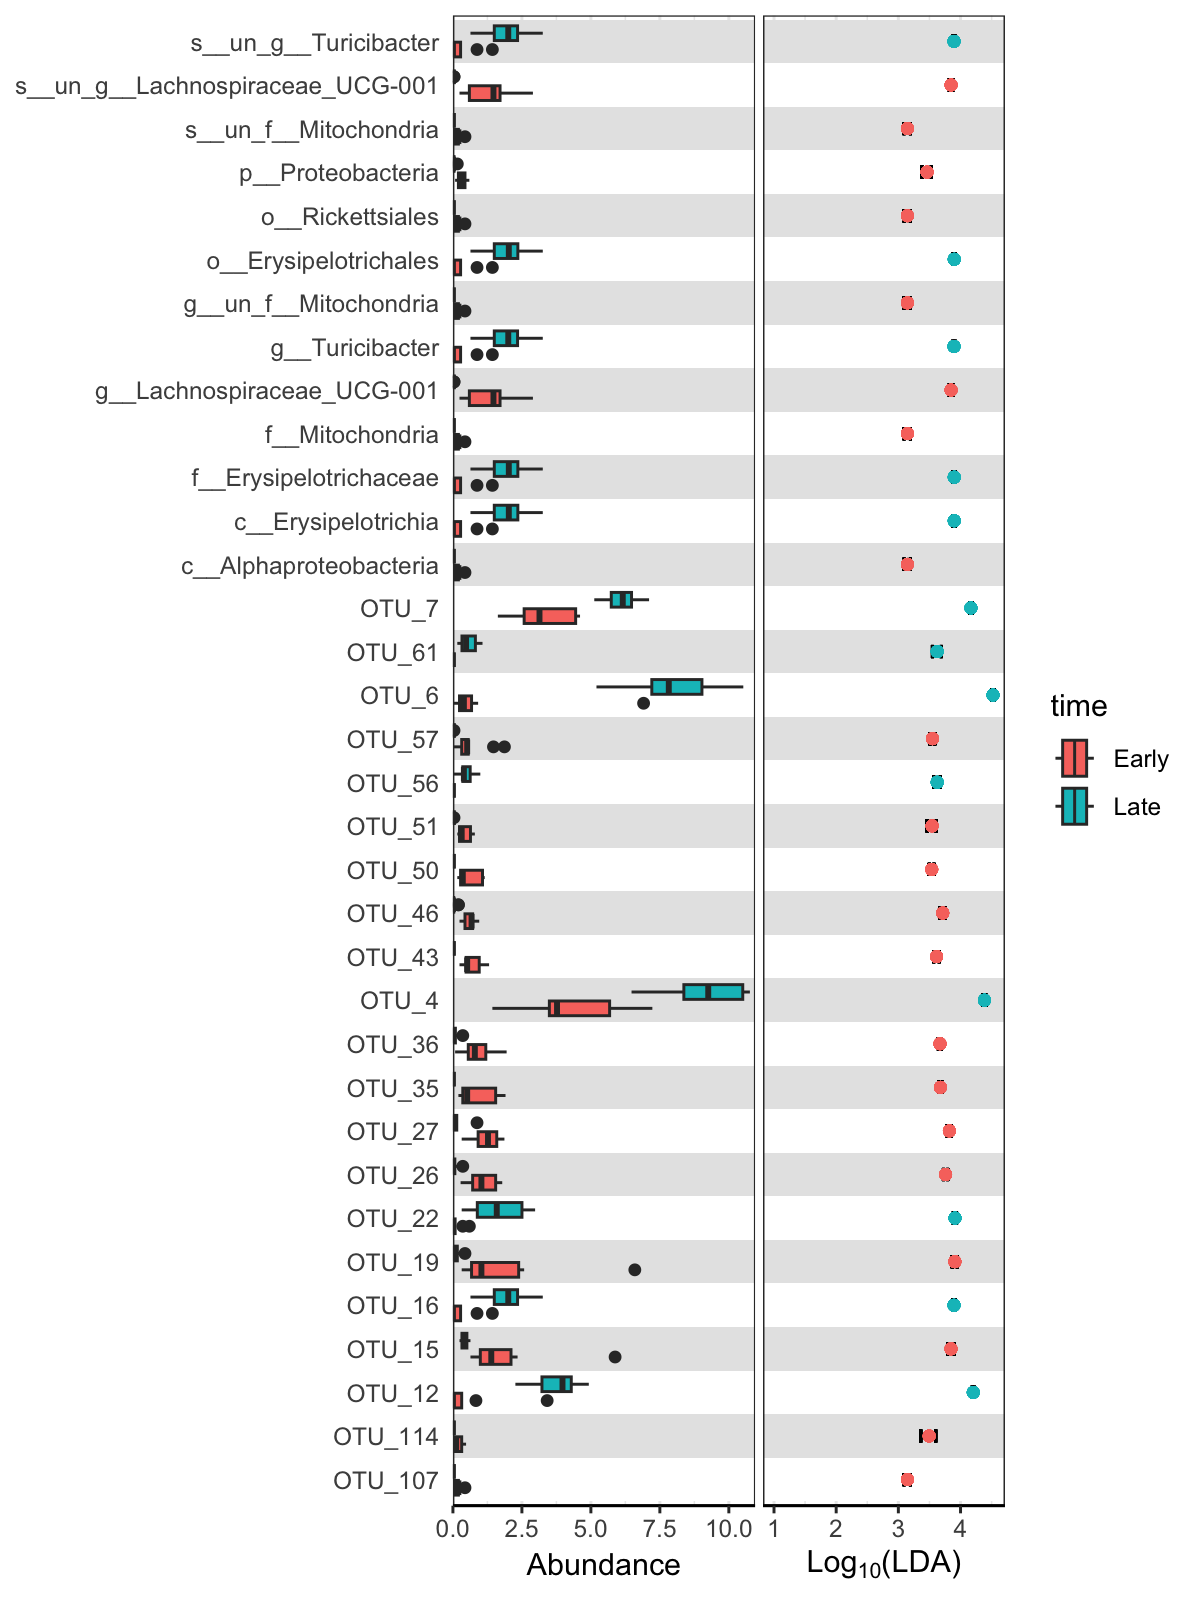 s__un_g__Turicibacter
s__un_g__Lachnospiraceae_UCG-001
s__un_f__Mitochondria
p__Proteobacteria
o__Rickettsiales
o__Erysipelotrichales
g__un_f__Mitochondria
g__Turicibacter
g__Lachnospiraceae_UCG-001
f__Mitochondria
f__Erysipelotrichaceae
c__Erysipelotrichia
c__Alphaproteobacteria
OTU_7
OTU_61
OTU_6
OTU_57
OTU_56
OTU_51
OTU_50
OTU_46
OTU_43
OTU_4
OTU_36
OTU_35
OTU_27
OTU_26
OTU_22
OTU_19
OTU_16
OTU_15
OTU_12
OTU_114
OTU_107
0.0 2.5 5.0 7.5 10.0
Abundance
1 2 3 4
Log₁₀(LDA)
time
Early
Late